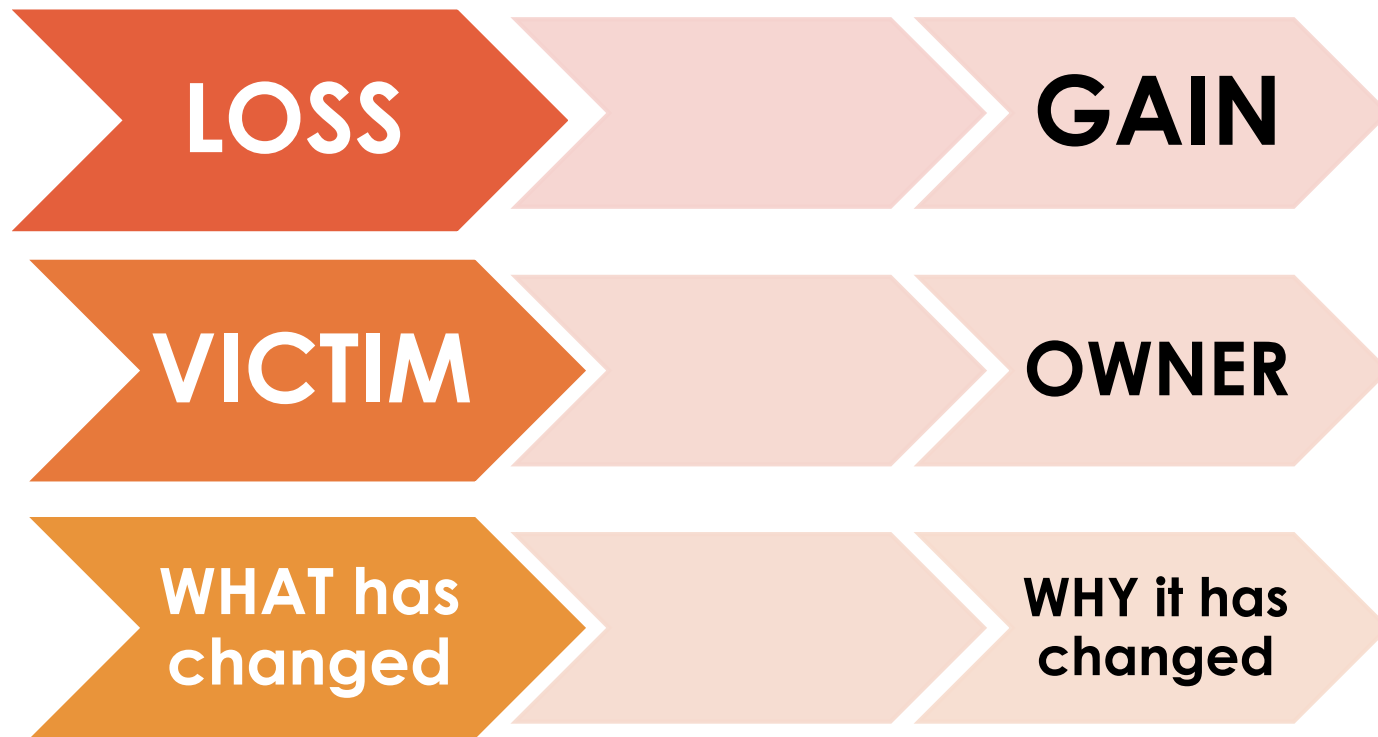 LOSS
GAIN
VICTIM
OWNER
WHAT has
changed
WHY it has
changed